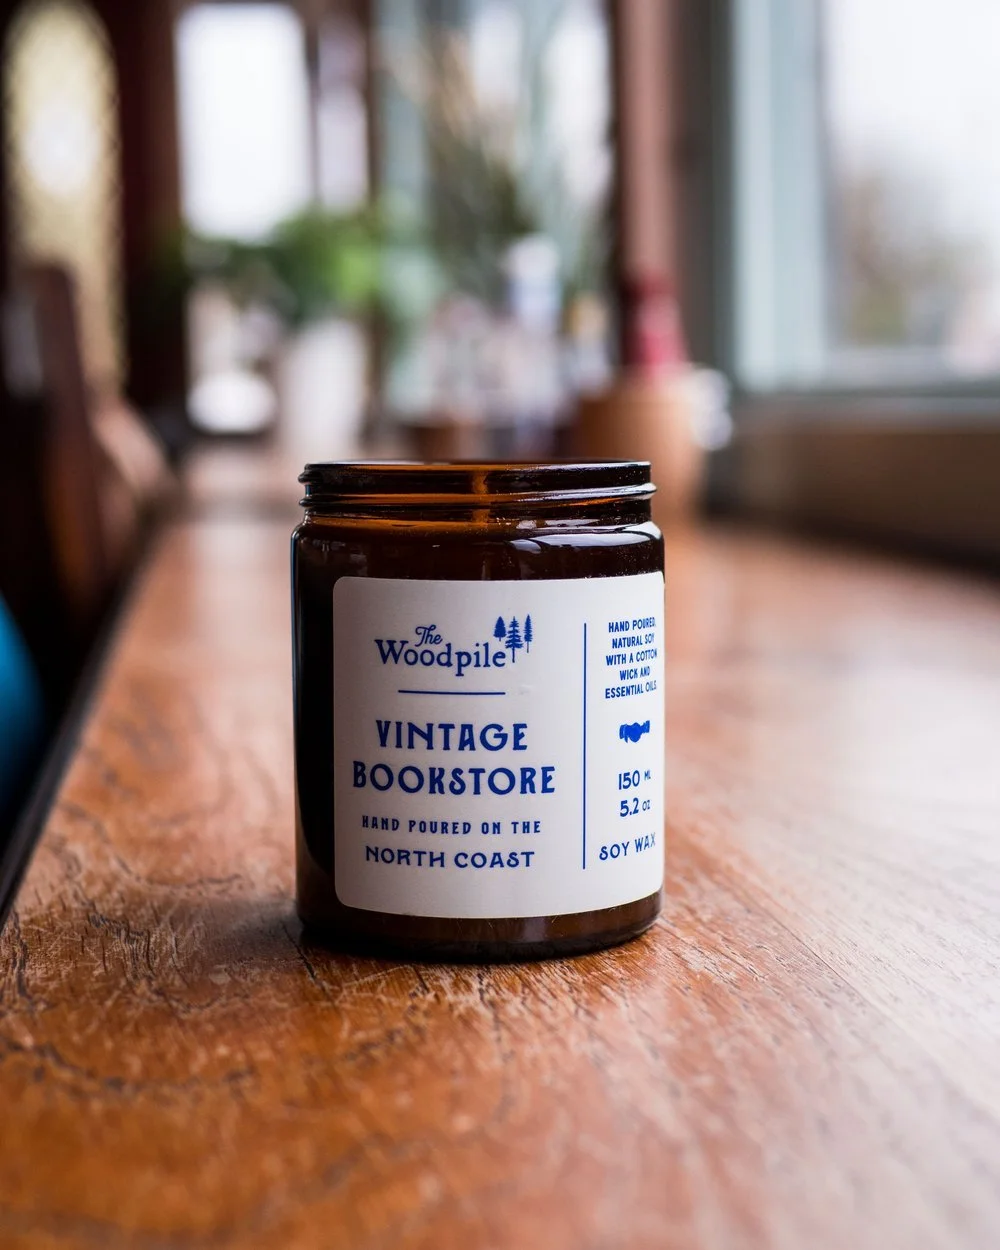 The
Woodpile
VINTAGE
BOOKSTORE
HAND POURED ON THE
NORTH COAST
HAND POURED,
NATURAL SOY
WITH A COTTON
WICK AND
ESSENTIAL OILS.
150 ML
5.2 OZ
SOY WAX